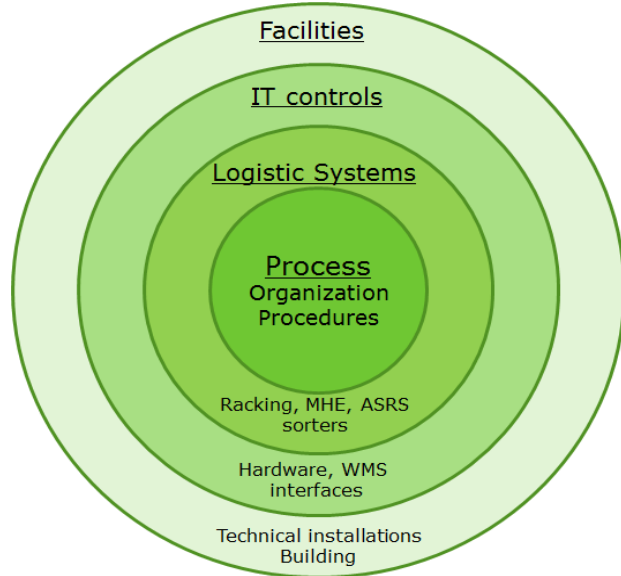 Facilities
IT controls
Logistic Systems
Process
Organization
Procedures
Racking, MHE, ASRS
sorters
Hardware, WMS
interfaces
Technical installations
Building